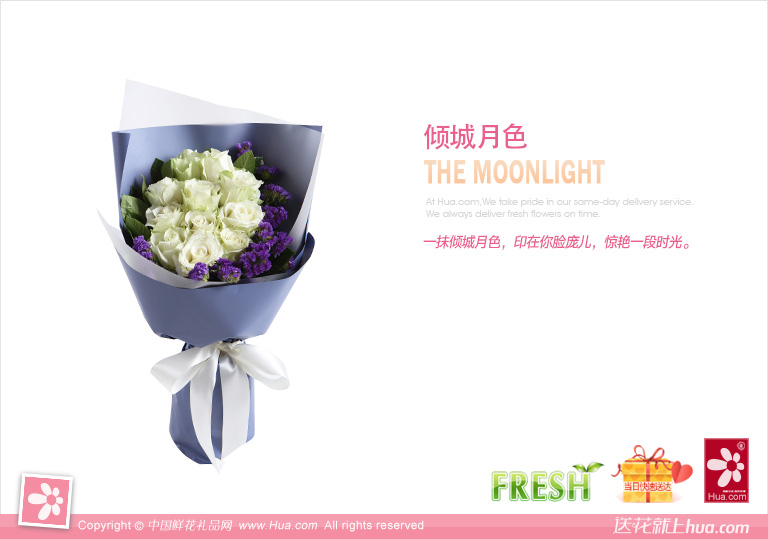 倾城月色
THE MOONLIGHT
At Hua.com,We take pride in our same-day dellvery service.
We always deliver fresh flowers on time.
一抹倾城月色，印在你脸庞儿，惊艳一段时光。
FRESH
当日快速送达
Hua.com
Copyright © 中国鲜花礼品网 www.Hua.com All rights reserved
送花就上hua.com